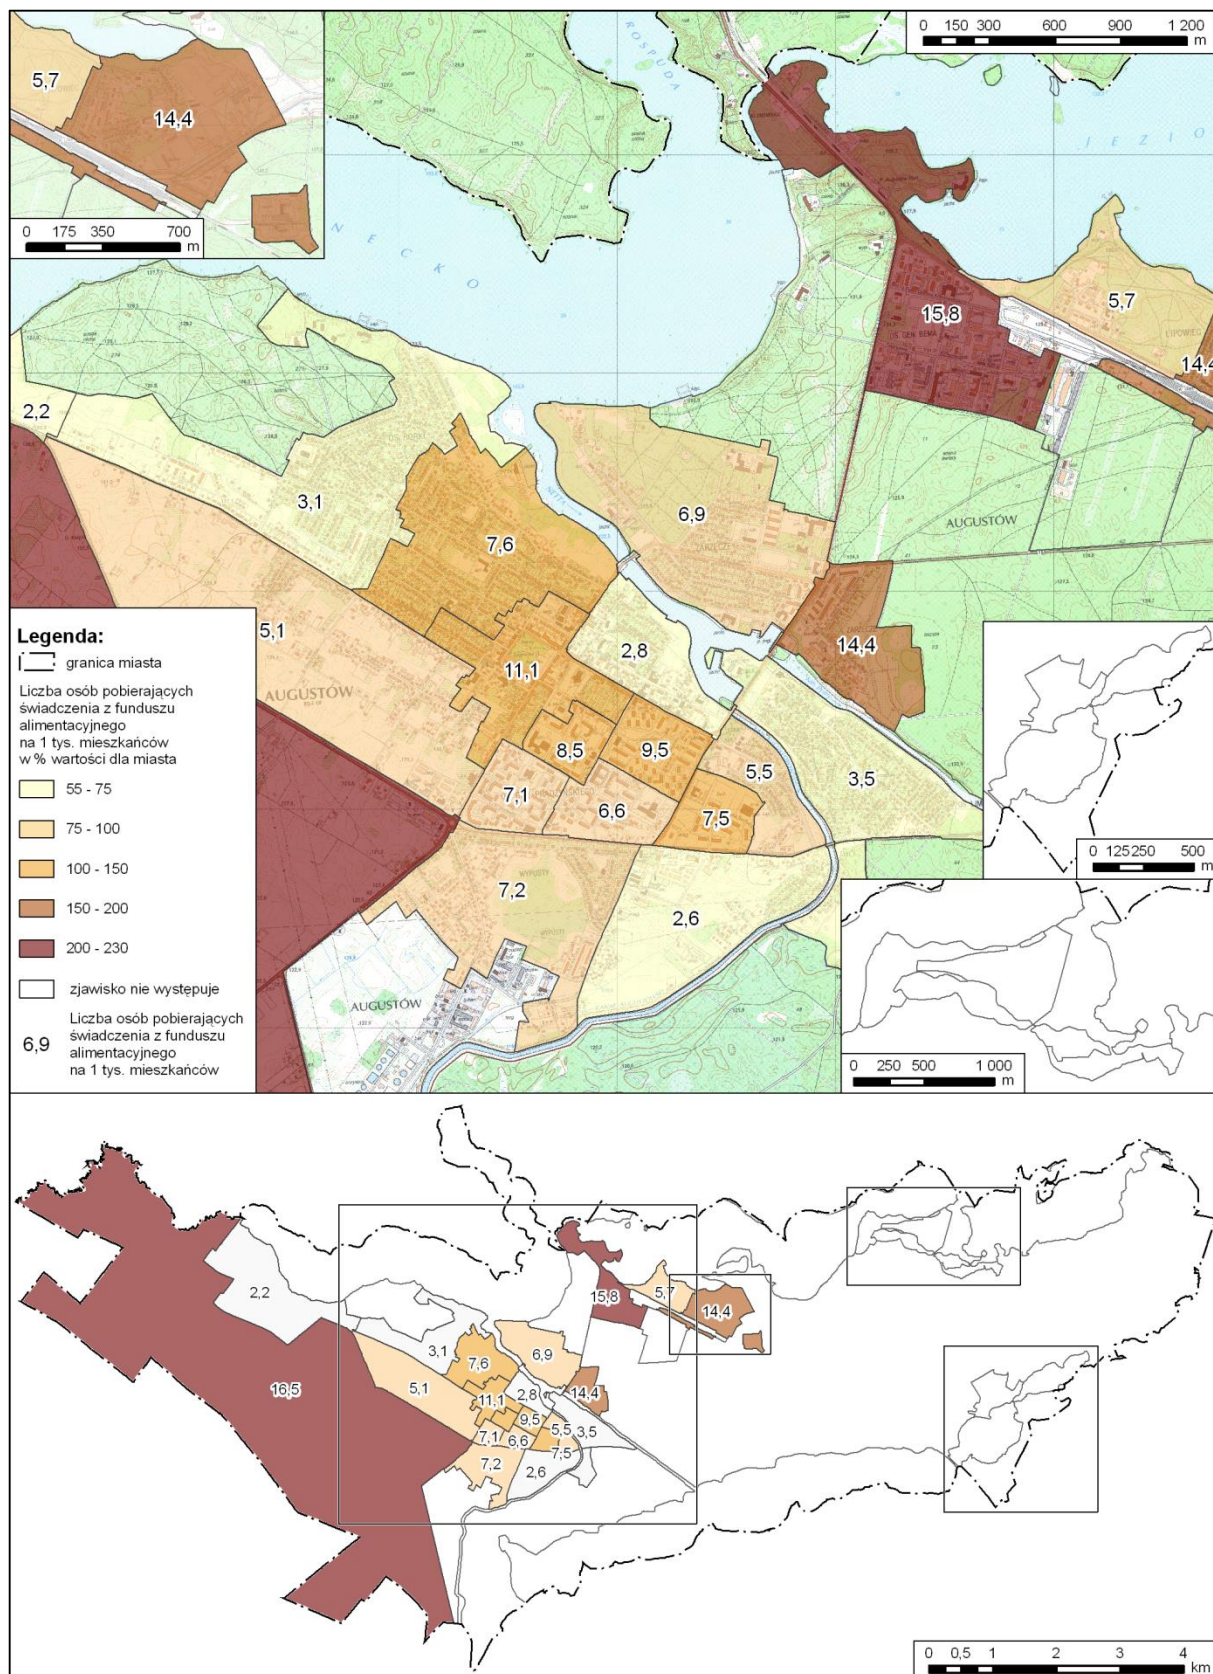 0 150 300 600 900 1 200
m
5,7
14,4
0 175 350 700
m
ROSPUDA
JEZIO
NECKO
5,7
LIPOWIEC
15,8
OS. GEN. BEMA
14,4
2,2
3,1
7,6
6,9
ZARZECZE
AUGUSTÓW
5,1
AUGUSTÓW
11,1
2,8
14,4
8,5
9,5
5,5
3,5
7,1
6,6
7,5
7,2
WYPUSTY
2,6
AUGUSTÓW
Legenda:
granica miasta
Liczba osób pobierających
świadczenia z funduszu
alimentacyjnego
na 1 tys. mieszkańców
w % wartości dla miasta
55 - 75
75 - 100
100 - 150
150 - 200
200 - 230
zjawisko nie występuje
6,9
Liczba osób pobierających
świadczenia z funduszu
alimentacyjnego
na 1 tys. mieszkańców
0 125 250 500
m
0 250 500 1 000
m
2,2
16,5
3,1
5,1
7,6
6,9
15,8
5,7
14,4
11,1
2,8
14,4
9,5
5,5
3,5
7,1
6,6
7,5
7,2
2,6
0 0,5 1 2 3 4
km